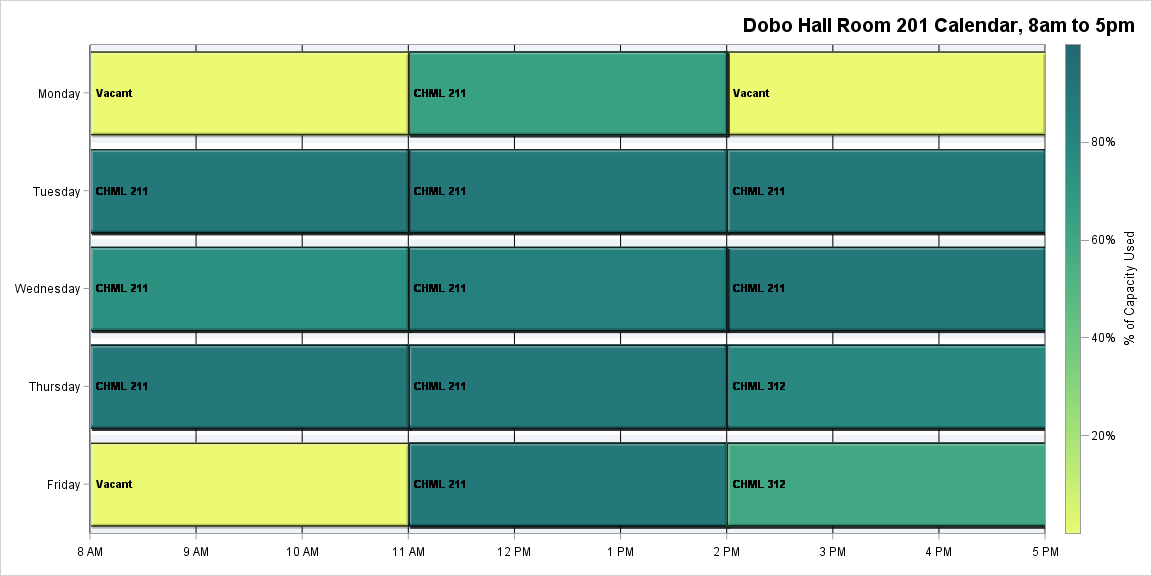 Dobo Hall Room 201 Calendar, 8am to 5pm
Monday
Vacant
CHML 211
Vacant
Tuesday
CHML 211
CHML 211
CHML 211
Wednesday
CHML 211
CHML 211
CHML 211
Thursday
CHML 211
CHML 211
CHML 312
Friday
Vacant
CHML 211
CHML 312
8 AM
9 AM
10 AM
11 AM
12 PM
1 PM
2 PM
3 PM
4 PM
5 PM
80%
60%
40%
20%
% of Capacity Used